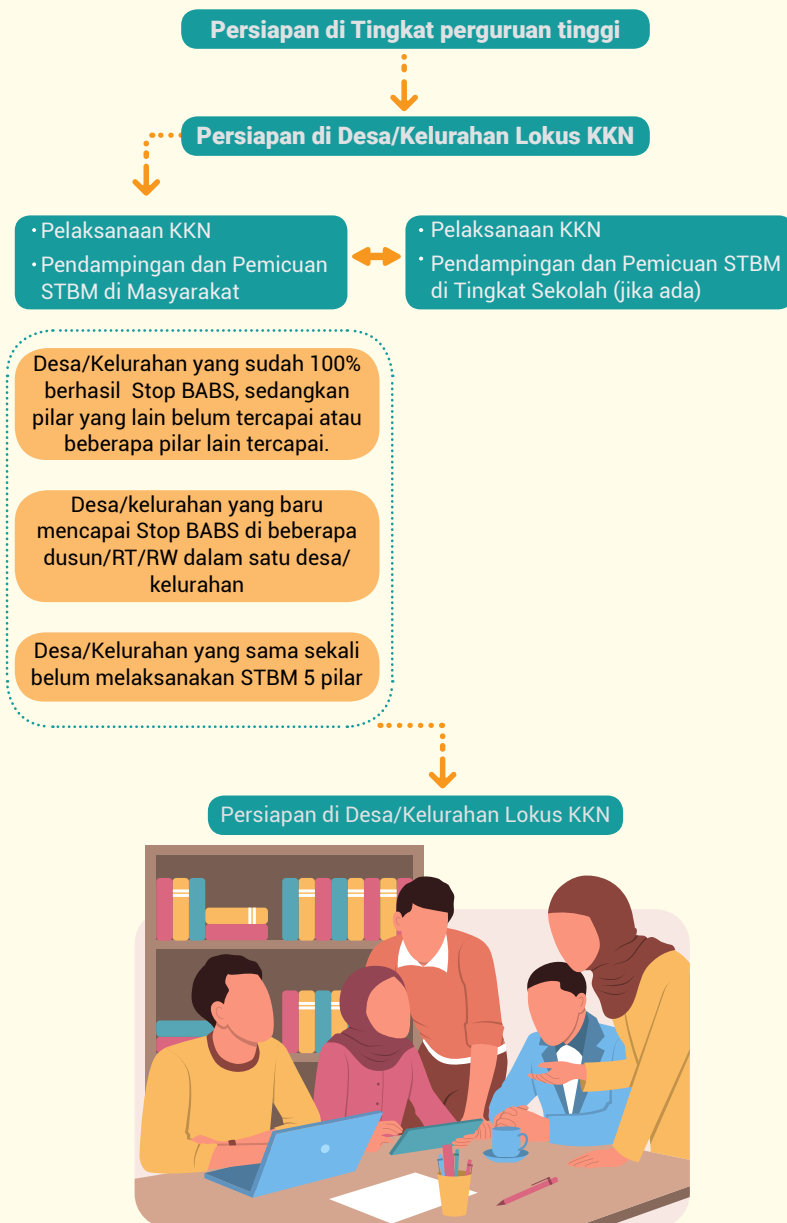 Persiapan di Tingkat perguruan tinggi
Persiapan di Desa/Kelurahan Lokus KKN
• Pelaksanaan KKN
• Pendampingan dan Pemicuan
STBM di Masyarakat
• Pelaksanaan KKN
• Pendampingan dan Pemicuan STBM
di Tingkat Sekolah (jika ada)
Desa/Kelurahan yang sudah 100%
berhasil Stop BABS, sedangkan
pilar yang lain belum tercapai atau
beberapa pilar lain tercapai.
Desa/kelurahan yang baru
mencapai Stop BABS di beberapa
dusun/RT/RW dalam satu desa/
kelurahan
Desa/Kelurahan yang sama sekali
belum melaksanakan STBM 5 pilar
Persiapan di Desa/Kelurahan Lokus KKN